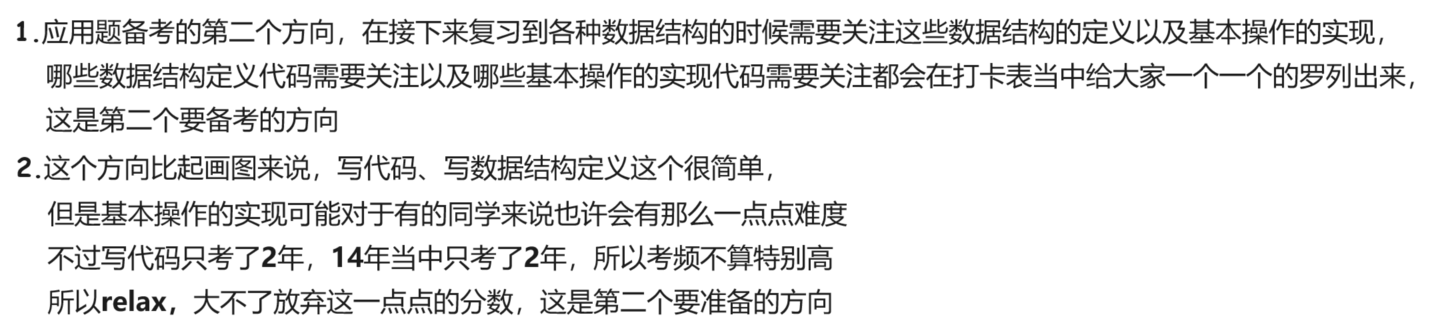 1.应用题备考的第二个方向，在接下来复习到各种数据结构的时候需要关注这些数据结构的定义以及基本操作的实现，
哪些数据结构定义代码需要关注以及哪些基本操作的实现代码需要关注都会在打卡表当中给大家一个一个的罗列出来，
这是第二个要备考的方向
2.这个方向比起画图来说，写代码、写数据结构定义这个很简单，
但是基本操作的实现可能对于有的同学来说也许会有那么一点点难度
不过写代码只考了2年，14年当中只考了2年，所以考频不算特别高
所以relax，大不了放弃这一点点的分数，这是第二个要准备的方向